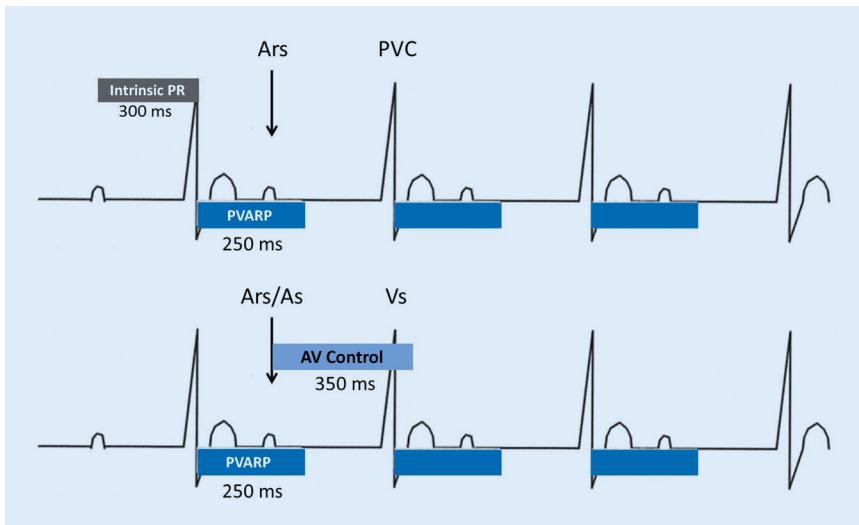 Ars PVC
Intrinsic PR
300 ms
PVARP
250 ms
Ars/As Vs
AV Control
350 ms
PVARP
250 ms